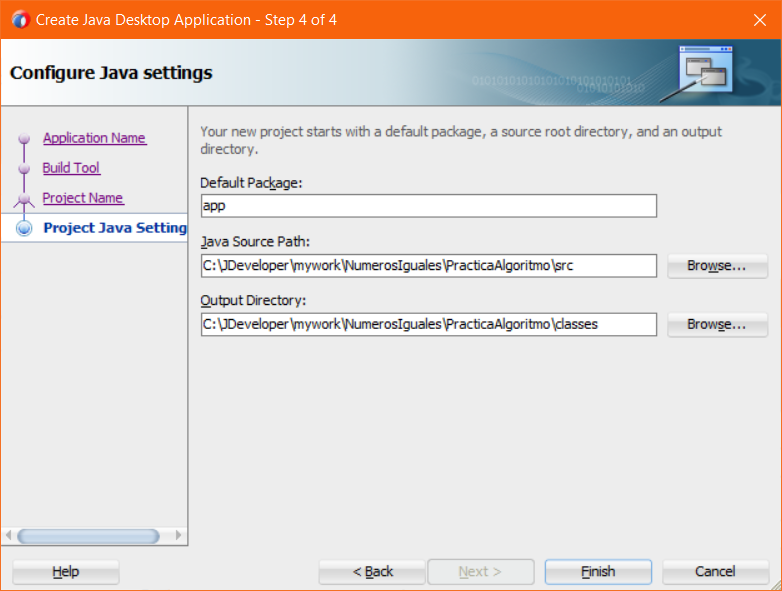 Create Java Desktop Application - Step 4 of 4
Configure Java settings
Application Name
Build Tool
Project Name
Project Java Setting
Your new project starts with a default package, a source root directory, and an output
directory.
Default Package:
app
Java Source Path:
C:\JDeveloper\mywork\NumerosIguales\PracticaAlgoritmo\src
Browse...
Output Directory:
C:\JDeveloper\mywork\NumerosIguales\PracticaAlgoritmo\classes
Browse...
Help
< Back
Next >
Finish
Cancel